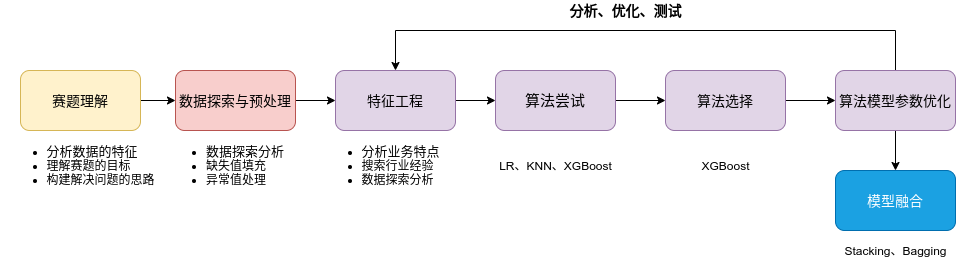 分析、优化、测试
赛题理解
数据探索与预处理
特征工程
算法尝试
算法选择
算法模型参数优化
分析数据的特征
理解赛题的目标
构建解决问题的思路
数据探索分析
缺失值填充
异常值处理
分析业务特点
搜索行业经验
数据探索分析
LR、KNN、XGBoost
XGBoost
模型融合
Stacking、Bagging